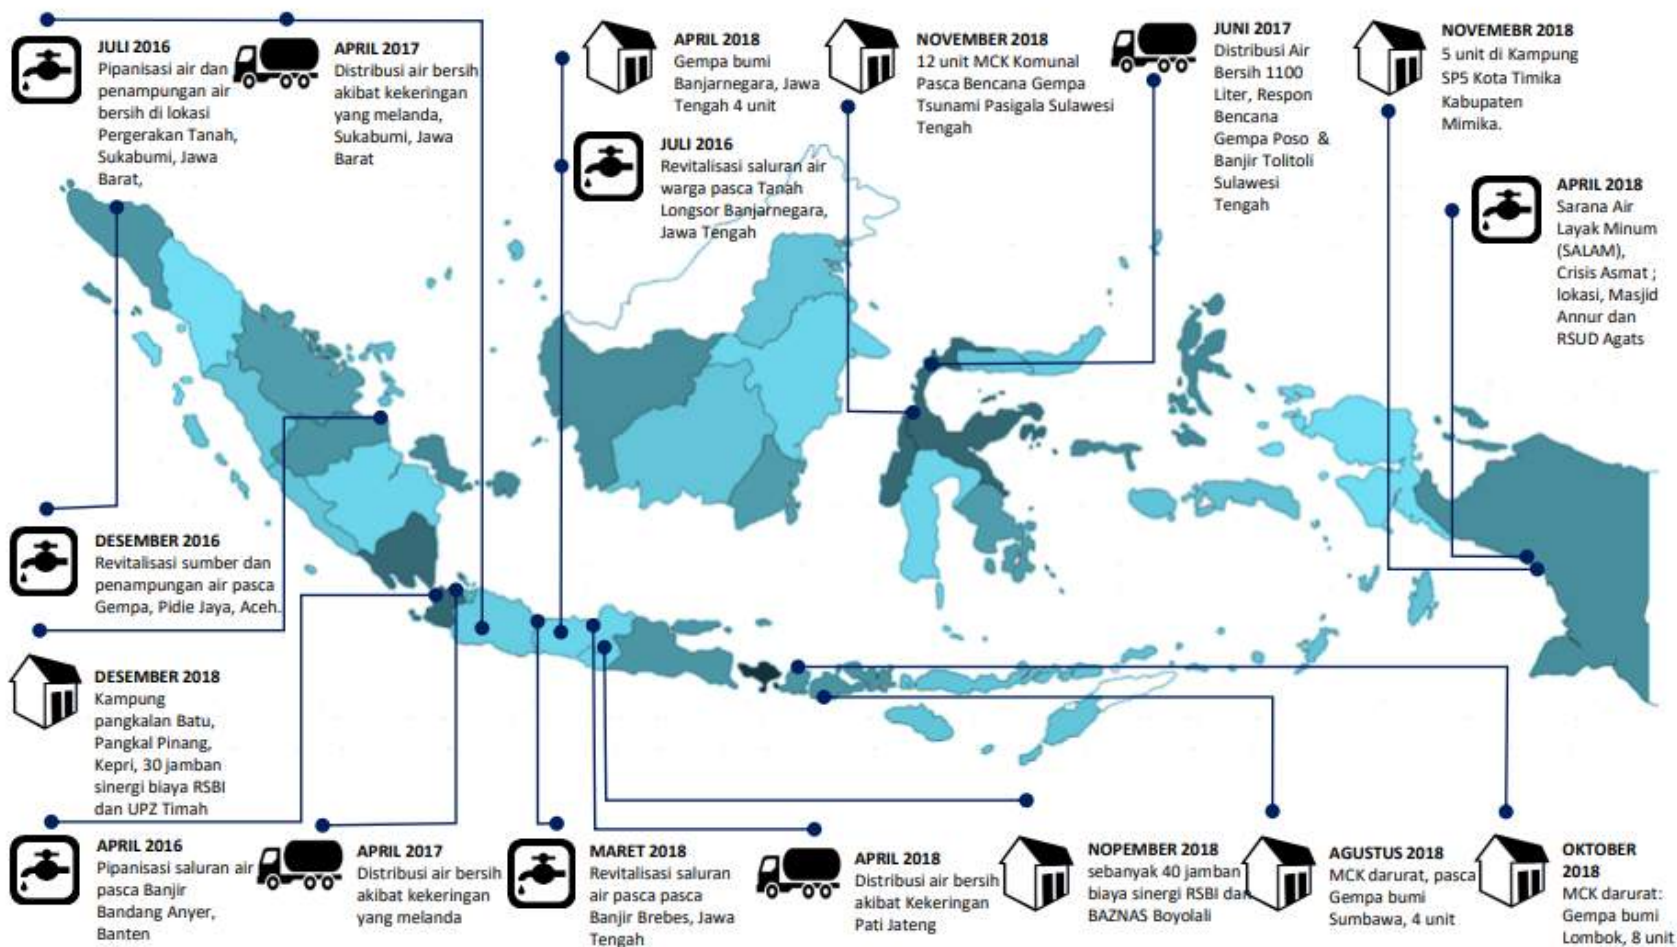 JULI 2016
Pipanisasi air dan
penampungan air
bersih di lokasi
Pergerakan Tanah,
Sukabumi, Jawa
Barat,
APRIL 2017
Distribusi air bersih
akibat kekeringan
yang melanda,
Sukabumi, Jawa
Barat
APRIL 2018
Gempa bumi
Banjarnegara, Jawa
Tengah 4 unit
JULI 2016
Revitalisasi saluran air
warga pasca Tanah
Longsor Banjarnegara,
Jawa Tengah
NOVEMBER 2018
12 unit MCK Komunal
Pasca Bencana Gempa
Tsunami Pasigala Sulawesi
Tengah
JUNI 2017
Distribusi Air
Bersih 1100
Liter, Respon
Bencana
Gempa Poso &
Banjir Tolitoli
Sulawesi
Tengah
NOVEMEBR 2018
5 unit di Kampung
SP5 Kota Timika
Kabupaten
Mimika.
APRIL 2018
Sarana Air
Layak Minum
(SALAM),
Crisis Asmat ;
lokasi, Masjid
Annur dan
RSUD Agats
DESEMBER 2016
Revitalisasi sumber dan
penampungan air pasca
Gempa, Pidie Jaya, Aceh.
DESEMBER 2018
Kampung
pangkalan Batu,
Pangkal Pinang,
Kepri, 30 jamban
sinergi biaya RSBI
dan UPZ Timah
APRIL 2016
Pipanisasi saluran air
pasca Banjir
Bandang Anyer,
Banten
APRIL 2017
Distribusi air bersih
akibat kekeringan
yang melanda
MARET 2018
Revitalisasi saluran
air pasca pasca
Banjir Brebes, Jawa
Tengah
APRIL 2018
Distribusi air bersih
akibat Kekeringan
Pati Jateng
NOPEMBER 2018
sebanyak 40 jamban
biaya sinergi RSBI dan
BAZNAS Boyolali
AGUSTUS 2018
MCK darurat, pasca
Gempa bumi
Sumbawa, 4 unit
OKTOBER
2018
MCK darurat:
Gempa bumi
Lombok, 8 unit